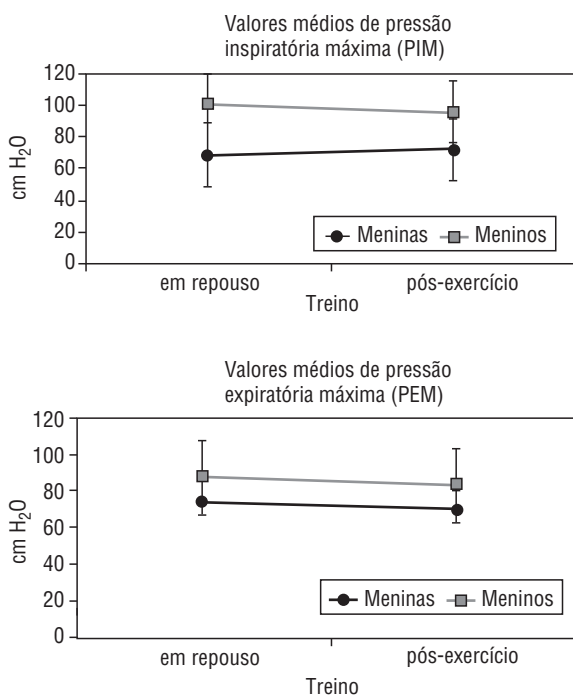 Valores médios de pressão
inspiratória máxima (PIM)
120
100
80
60
40
20
0
cm H₂O
Meninas Meninos
em repouso pós-exercício
Treino
Valores médios de pressão
expiratória máxima (PEM)
120
100
80
60
40
20
0
cm H₂O
Meninas Meninos
em repouso pós-exercício
Treino